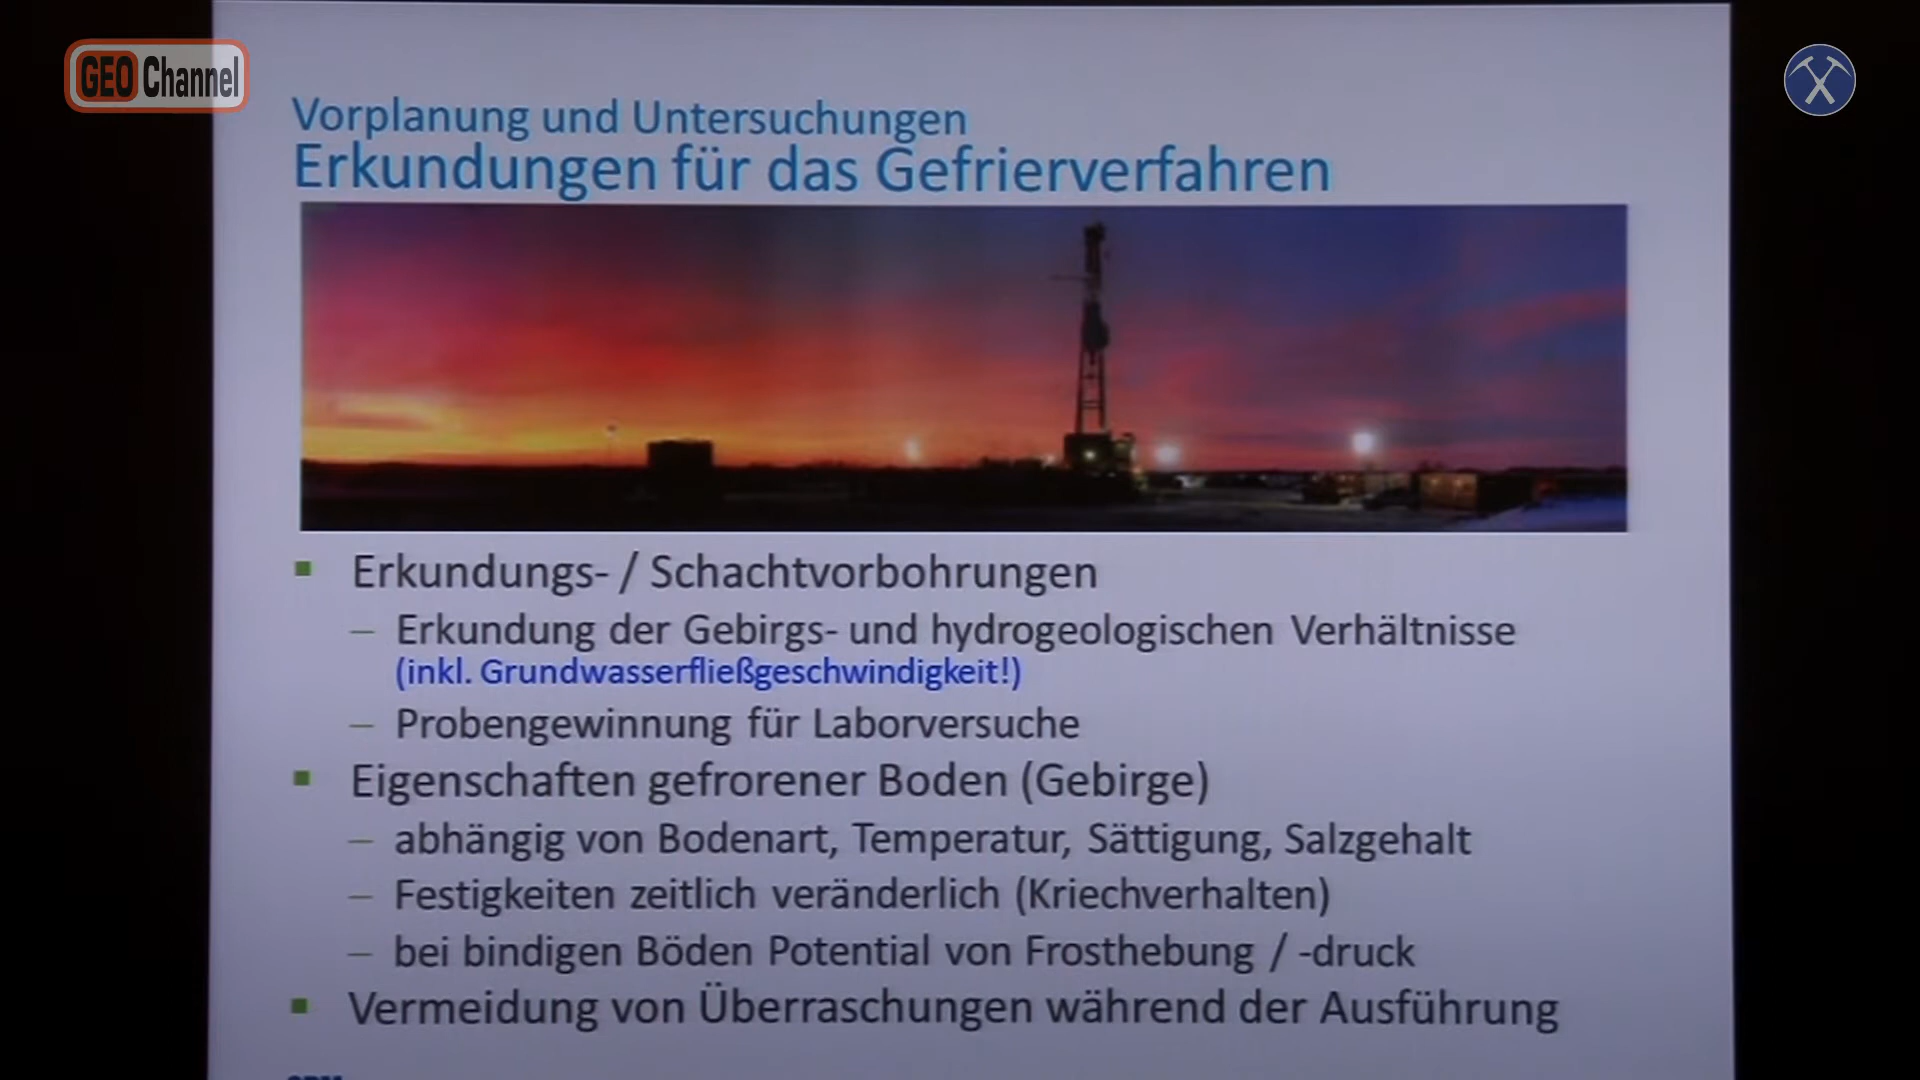 GEO Channel
Vorplanung und Untersuchungen
Erkundungen für das Gefrierverfahren
Erkundungs- / Schachtvorbohrungen
– Erkundung der Gebirgs- und hydrogeologischen Verhältnisse
(inkl. Grundwasserfließgeschwindigkeit!)
– Probengewinnung für Laborversuche
Eigenschaften gefrorener Boden (Gebirge)
– abhängig von Bodenart, Temperatur, Sättigung, Salzgehalt
– Festigkeiten zeitlich veränderlich (Kriechverhalten)
– bei bindigen Böden Potential von Frosthebung / -druck
Vermeidung von Überraschungen während der Ausführung